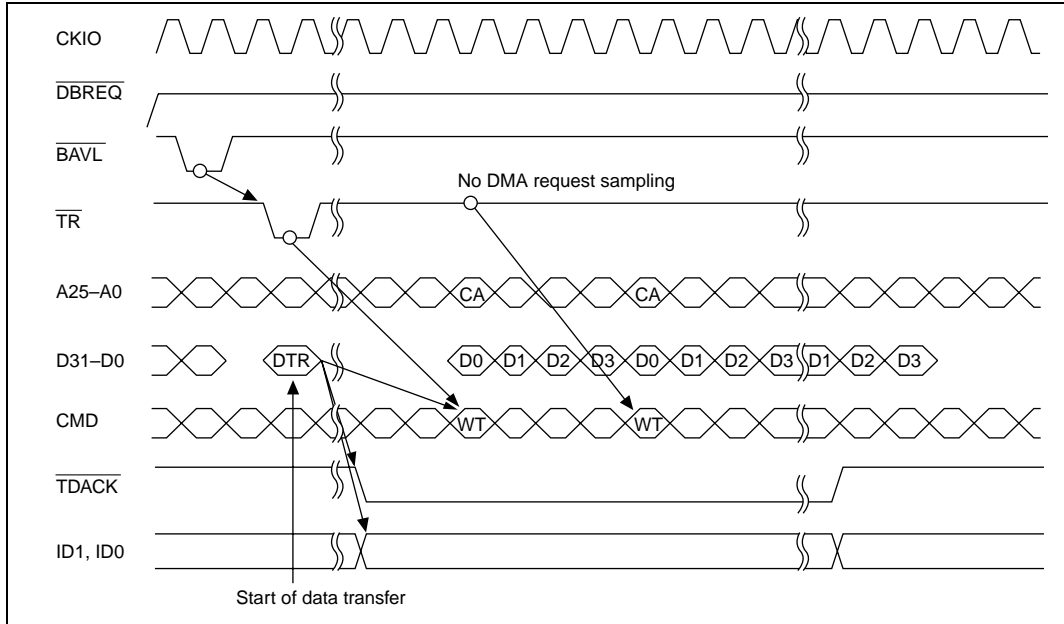 CKIO
DBREQ
BAVL
No DMA request sampling
TR
A25–A0 CA CA
D31–D0 DTR D0 D1 D2 D3 D0 D1 D2 D3 D1 D2 D3
CMD WT WT
TDACK
ID1, ID0
Start of data transfer